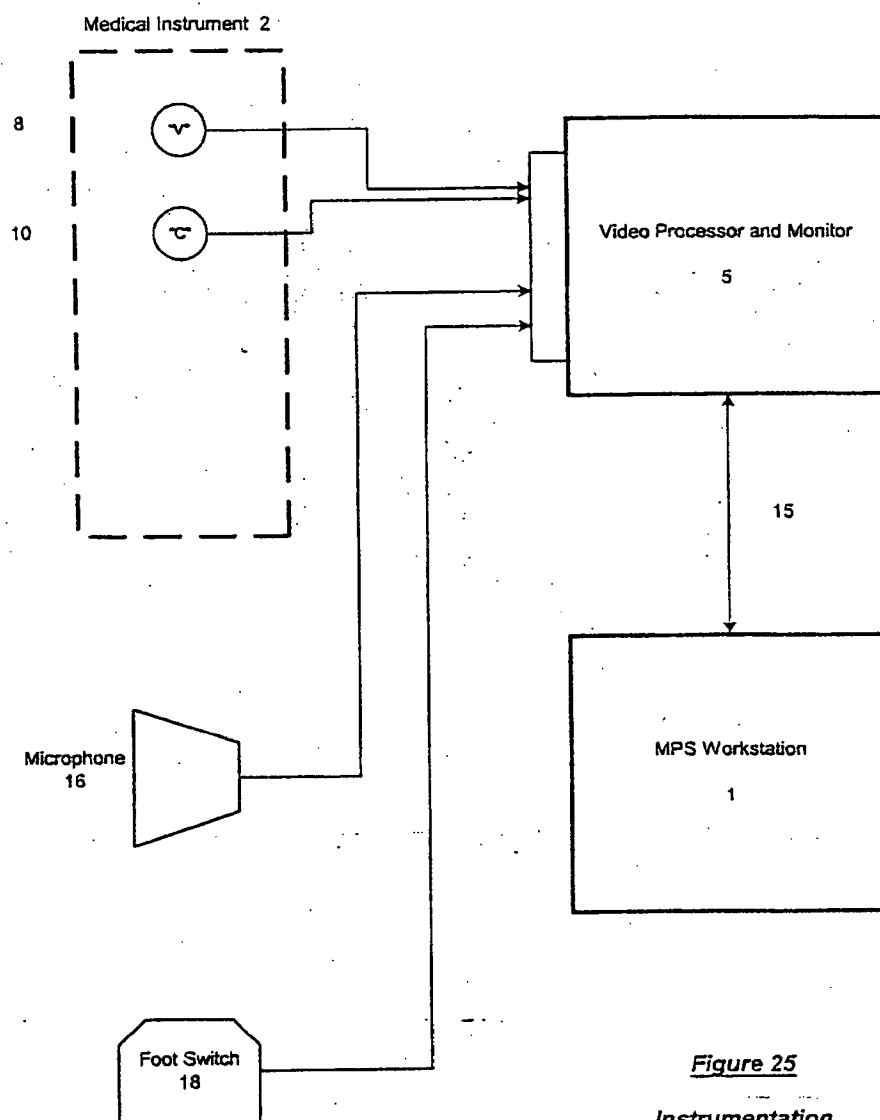 Medical Instrument 2
8
"V"
10
"C"
Video Processor and Monitor
5
15
Microphone
16
MPS Workstation
1
Foot Switch
18
Figure 25
Instrumentation